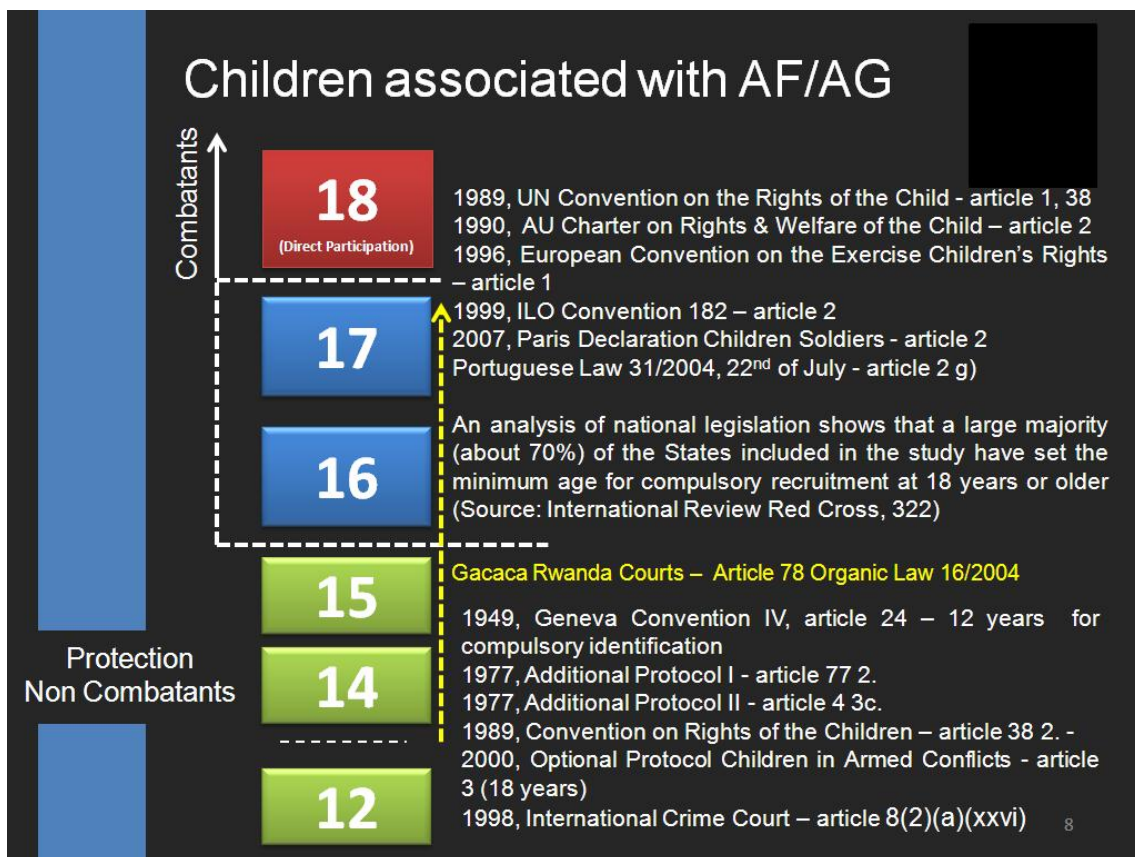 Children associated with AF/AG
Combatants
18
(Direct Participation)
17
16
15
14
12
Protection
Non Combatants
1989, UN Convention on the Rights of the Child - article 1, 38
1990, AU Charter on Rights & Welfare of the Child – article 2
1996, European Convention on the Exercise Children's Rights
– article 1
1999, ILO Convention 182 – article 2
2007, Paris Declaration Children Soldiers - article 2
Portuguese Law 31/2004, 22nd of July - article 2 g)
An analysis of national legislation shows that a large majority
(about 70%) of the States included in the study have set the
minimum age for compulsory recruitment at 18 years or older
(Source: International Review Red Cross, 322)
Gacaca Rwanda Courts – Article 78 Organic Law 16/2004
1949, Geneva Convention IV, article 24 – 12 years for
compulsory identification
1977, Additional Protocol I - article 77 2.
1977, Additional Protocol II - article 4 3c.
1989, Convention on Rights of the Children – article 38 2. -
2000, Optional Protocol Children in Armed Conflicts - article
3 (18 years)
1998, International Crime Court – article 8(2)(a)(xxvi)
8